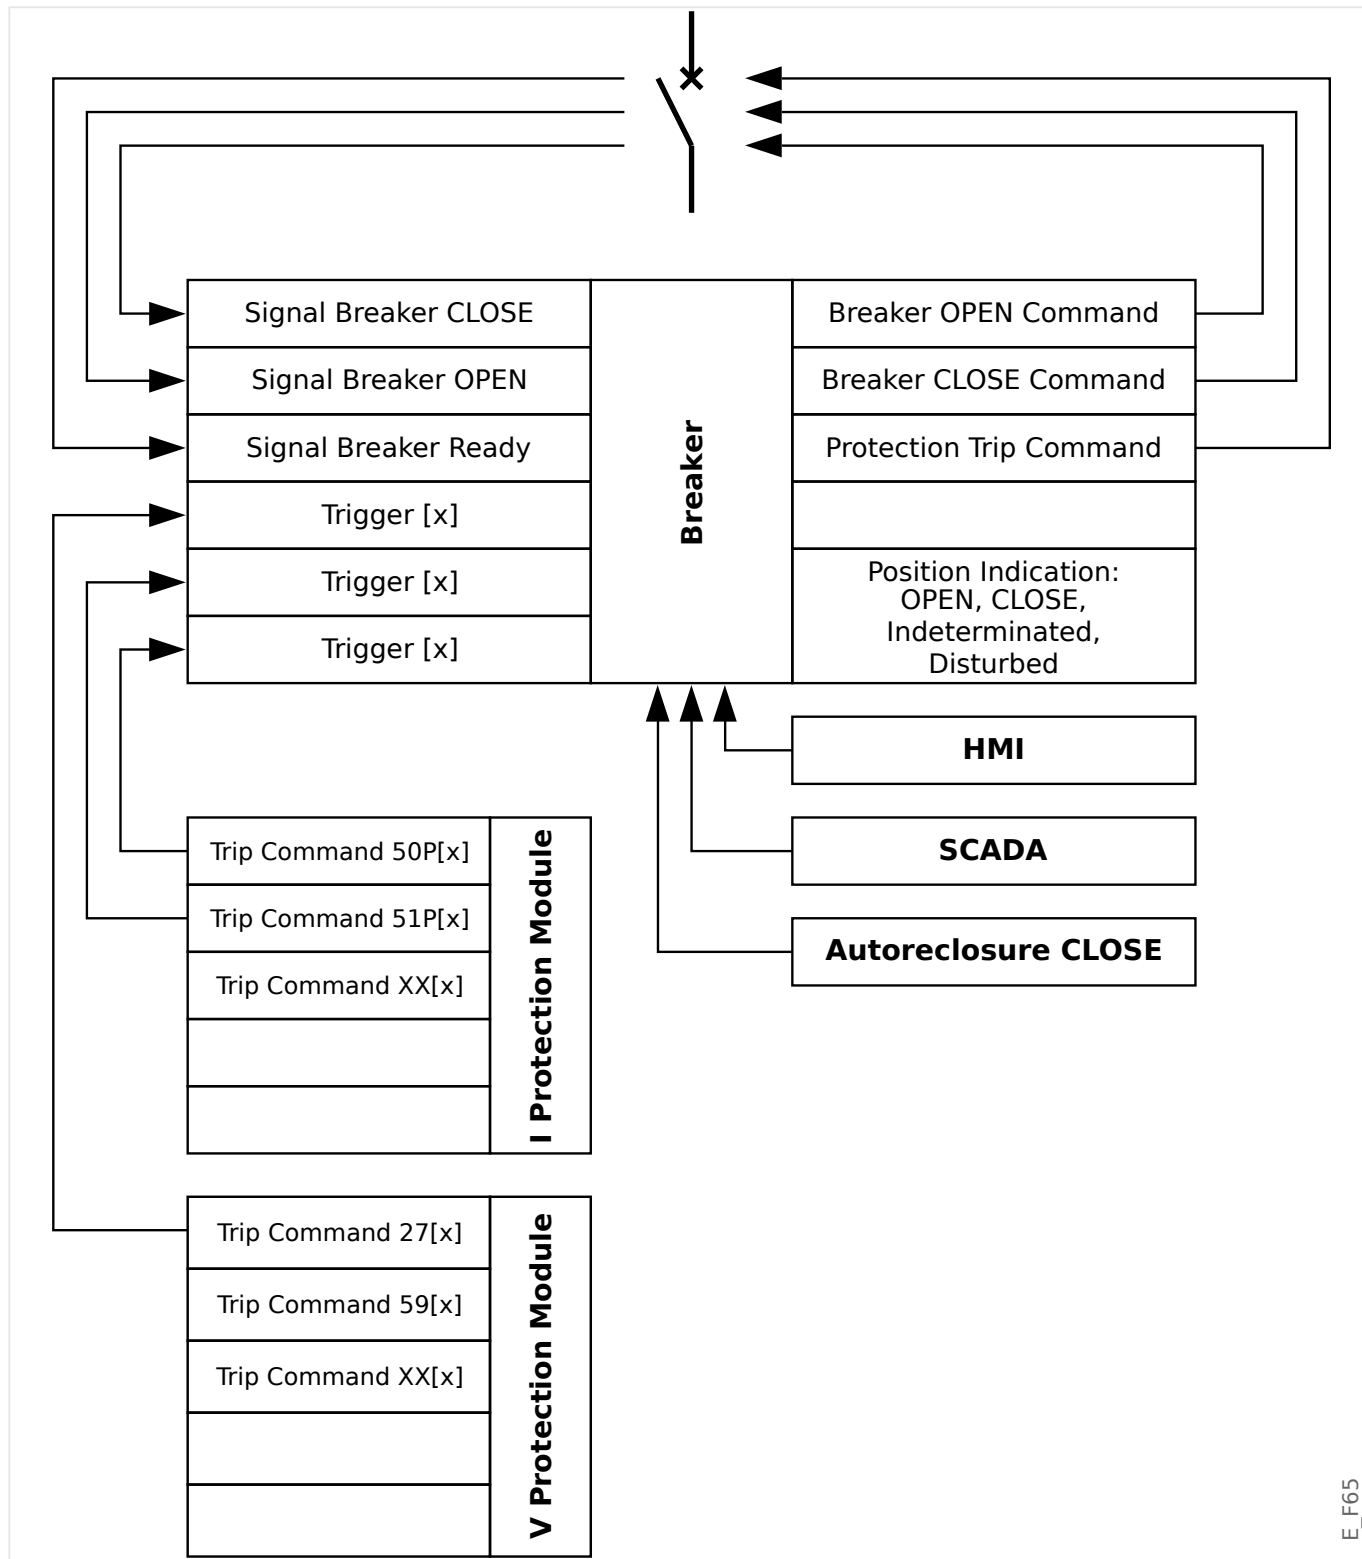 Signal Breaker CLOSE
Signal Breaker OPEN
Signal Breaker Ready
Trigger [x]
Trigger [x]
Trigger [x]
Breaker
Breaker OPEN Command
Breaker CLOSE Command
Protection Trip Command
Position Indication:
OPEN, CLOSE,
Indeterminated,
Disturbed
HMI
SCADA
Autoreclosure CLOSE
Trip Command 50P[x]
Trip Command 51P[x]
Trip Command XX[x]
I Protection Module
Trip Command 27[x]
Trip Command 59[x]
Trip Command XX[x]
V Protection Module
E_F65